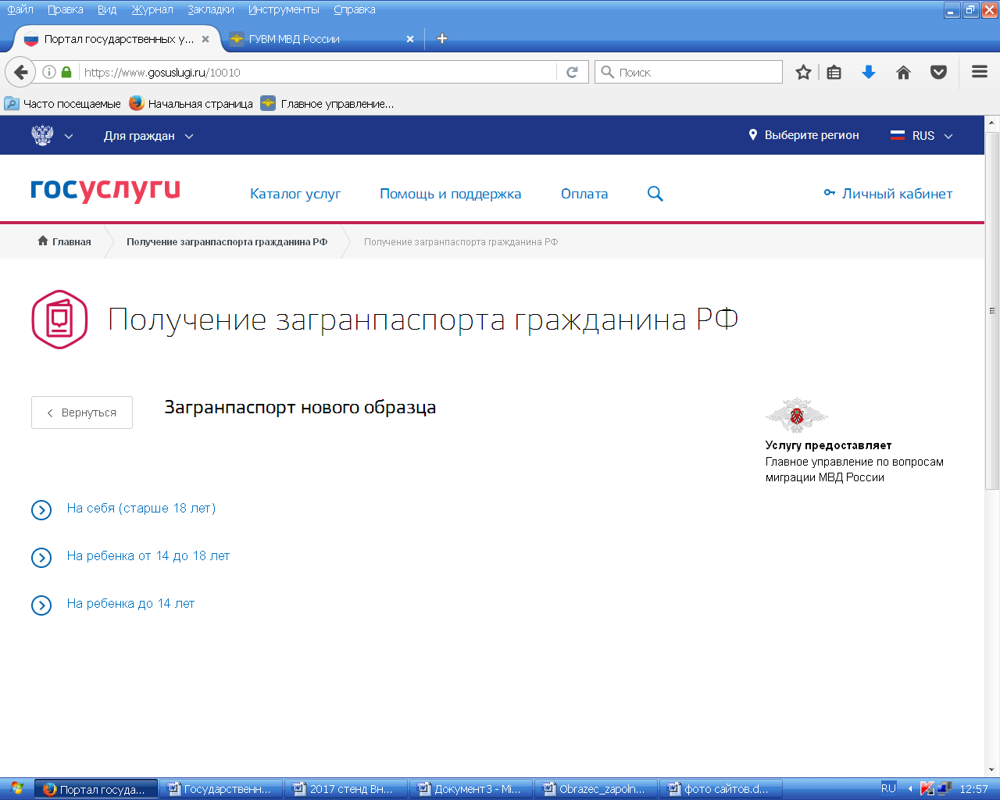 Файл Правка Вид Журнал Закладки Инструменты Справка
Портал государственных у... ГУВМ МВД России
https://www.gosuslugi.ru/10010 Поиск
Часто посещаемые Начальная страница Главное управление...
Для граждан Выберите регион RUS
госуслуги Каталог услуг Помощь и поддержка Оплата Личный кабинет
Главная Получение загранпаспорта гражданина РФ Получение загранпаспорта гражданина РФ
Получение загранпаспорта гражданина РФ
Вернуться Загранпаспорт нового образца
Услугу предоставляет
Главное управление по вопросам
миграции МВД России
На себя (старше 18 лет)
На ребенка от 14 до 18 лет
На ребенка до 14 лет
Портал госуда... Государственн... 2017 стенд Вн... Документ3 - Mi... Obrazec_zapoln... фото сайтов.d... RU 12:57